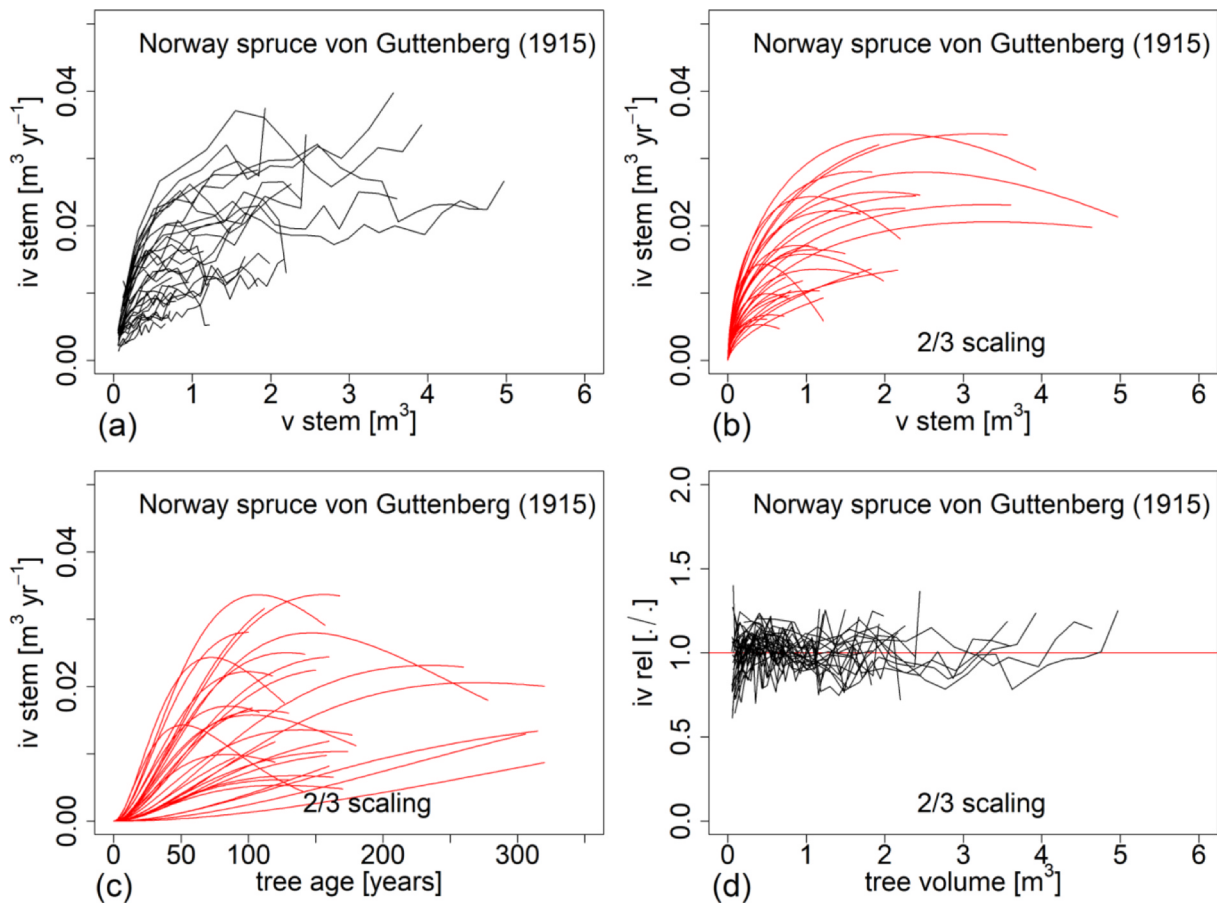 Norway spruce von Guttenberg (1915)
iv stem [m³ yr⁻¹]
0.04
0.02
0.00
0 1 2 3 4 5 6
v stem [m³]
(a)
Norway spruce von Guttenberg (1915)
iv stem [m³ yr⁻¹]
0.04
0.02
0.00
2/3 scaling
0 1 2 3 4 5 6
v stem [m³]
(b)
Norway spruce von Guttenberg (1915)
iv stem [m³ yr⁻¹]
0.04
0.02
0.00
2/3 scaling
0 50 100 200 300
tree age [years]
(c)
Norway spruce von Guttenberg (1915)
iv rel [./.]
2.0
1.5
1.0
0.5
0.0
2/3 scaling
0 1 2 3 4 5 6
tree volume [m³]
(d)